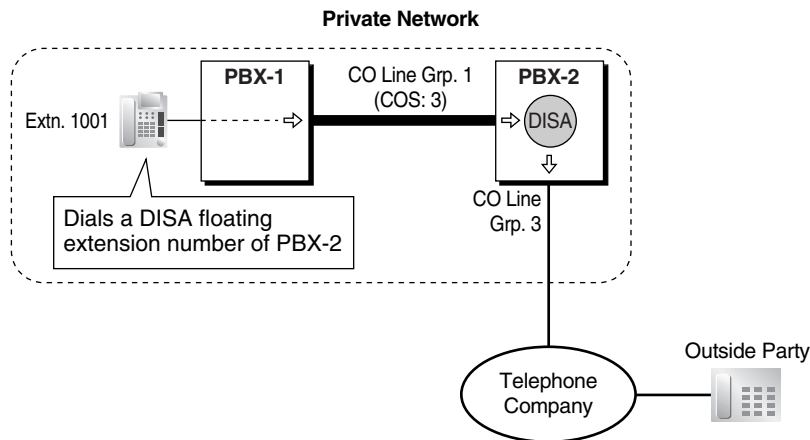 Private Network
PBX-1
CO Line Grp. 1
(COS: 3)
PBX-2
Extn. 1001
DISA
Dials a DISA floating
extension number of PBX-2
CO Line
Grp. 3
Outside Party
Telephone
Company